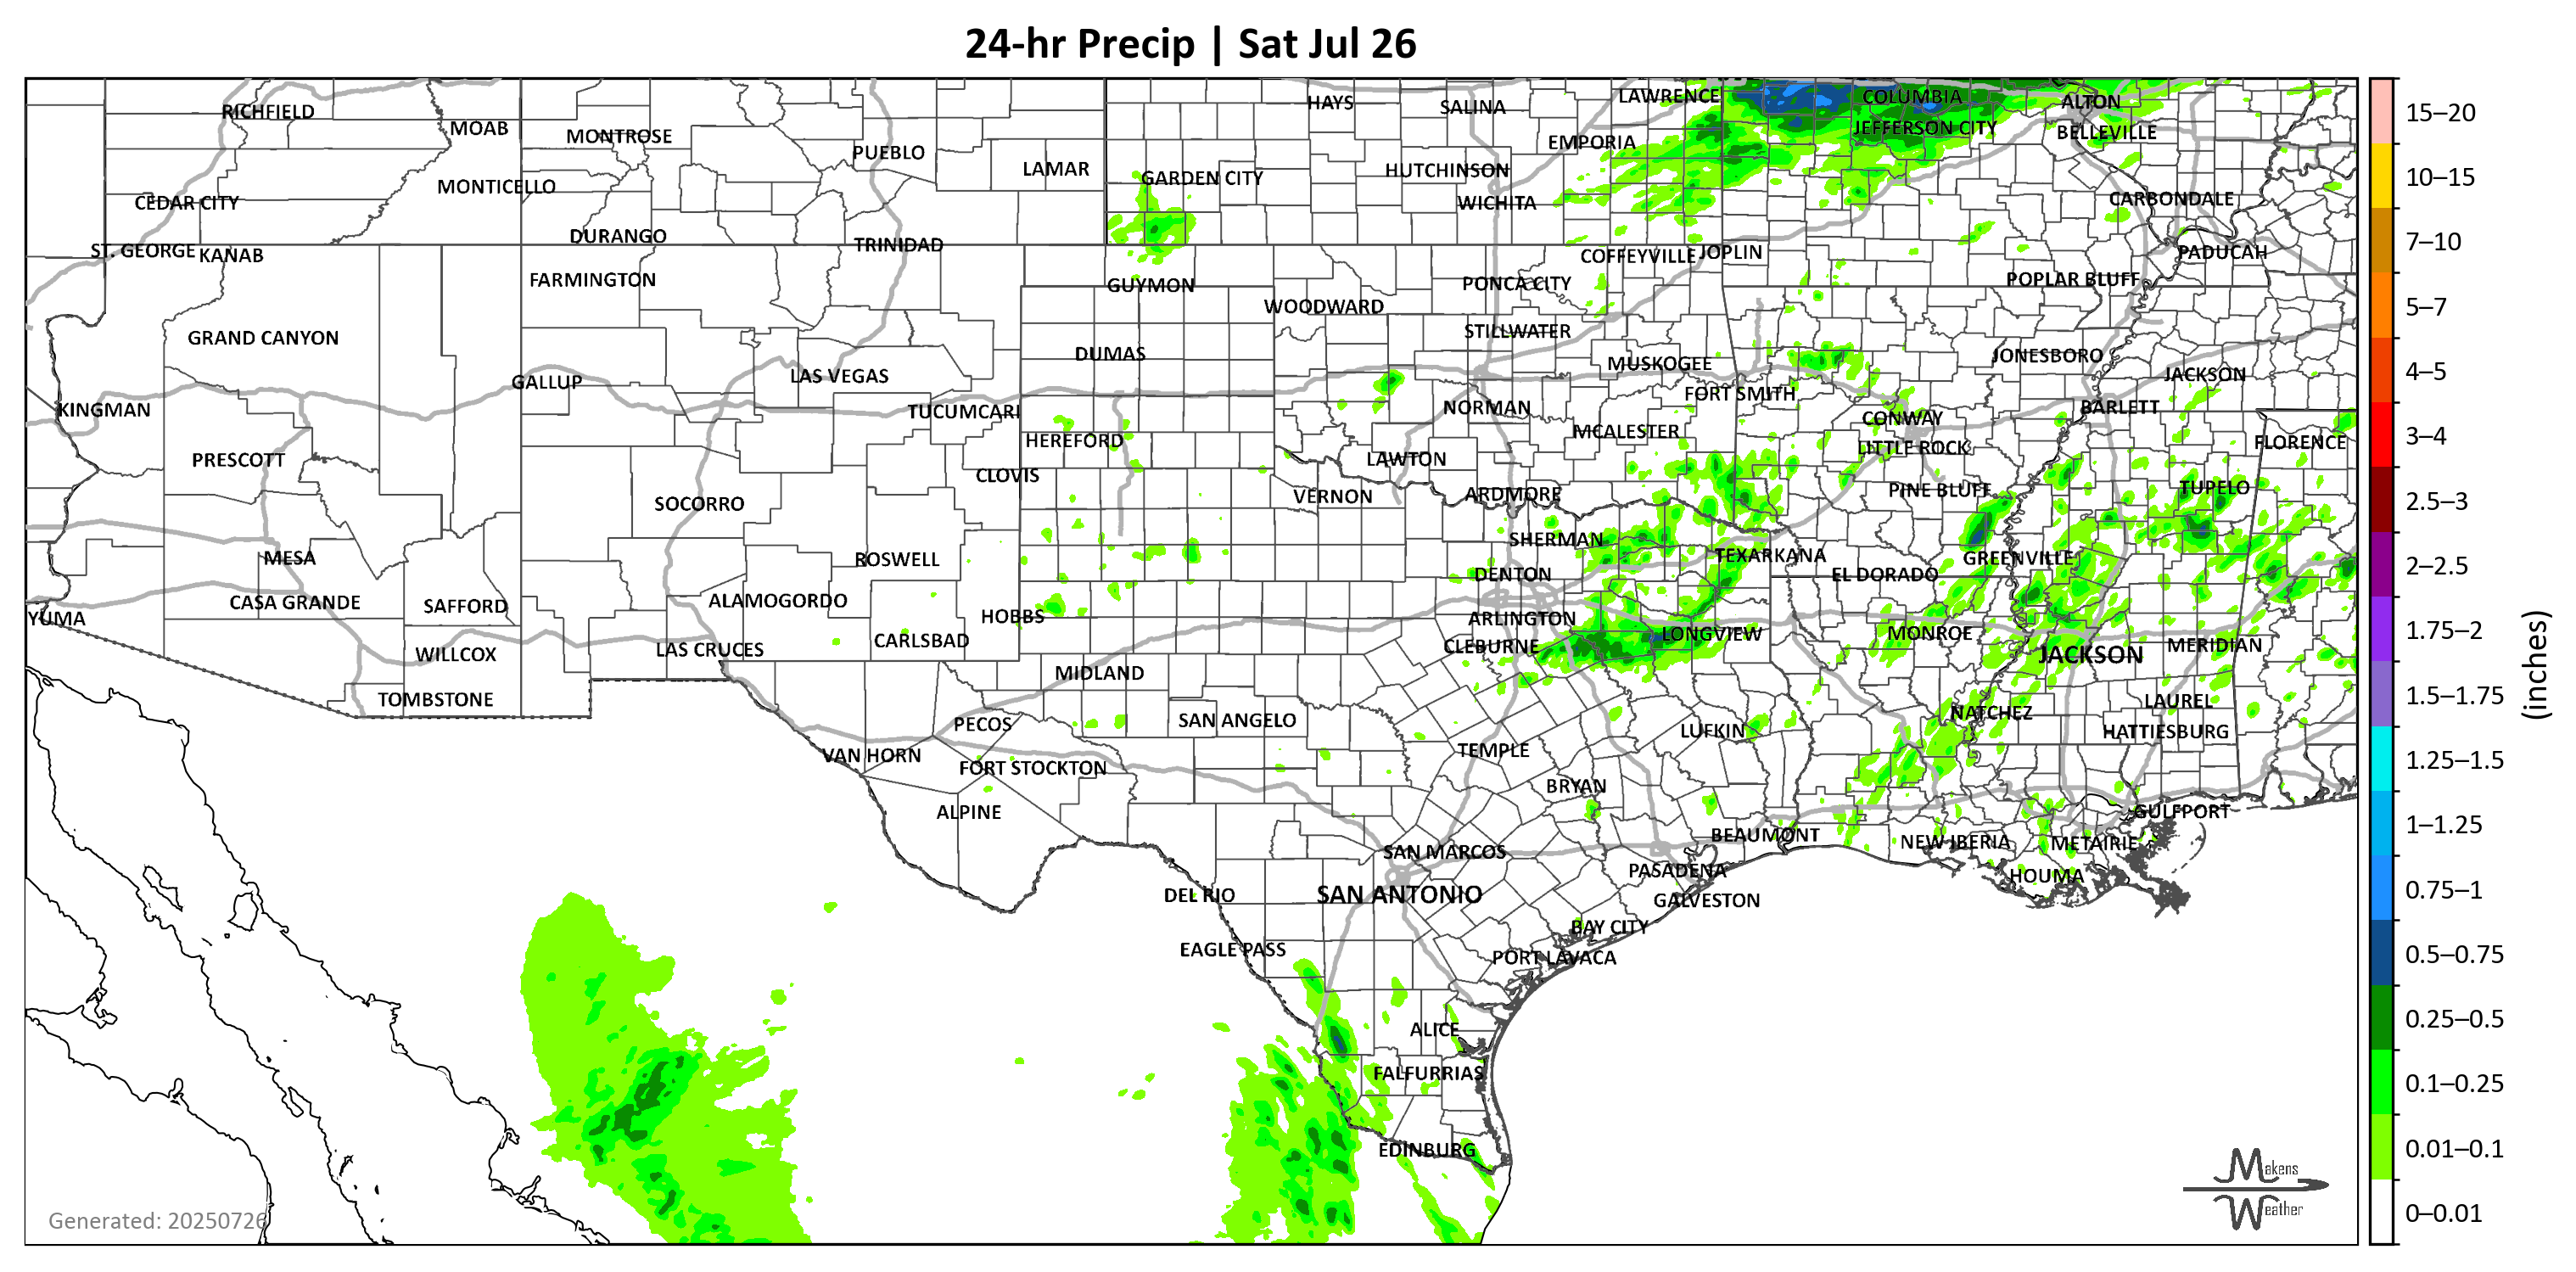 24-hr Precip | Sat Jul 26
RICHFIELD
MOAB
MONTROSE
PUEBLO
LAMAR
HAYS
SALINA
LAWRENCE
COLUMBIA
ALTON
EMPORIA
JEFFERSON CITY
BELLEVILLE
MONTICELLO
GARDEN CITY
HUTCHINSON
CEDAR CITY
WICHITA
CARBONDALE
DURANGO
TRINIDAD
ST. GEORGE
KANAB
COFFEYVILLE
JOPLIN
PADUCAH
FARMINGTON
GUYMON
PONCA CITY
POPLAR BLUFF
WOODWARD
GRAND CANYON
STILLWATER
DUMAS
MUSKOGEE
JONESBORO
GALLUP
LAS VEGAS
JACKSON
KINGMAN
TUCUMCARI
NORMAN
FORT SMITH
BARLETT
CONWAY
HEREFORD
MCALESTER
LITTLE ROCK
FLORENCE
PRESCOTT
CLOVIS
LAWTON
SOCORRO
VERNON
ARDMORE
PINE BLUFF
TUPELO
MESA
ROSWELL
SHERMAN
TEXARKANA
GREENVILLE
DENTON
EL DORADO
CASA GRANDE
SAFFORD
ALAMOGORDO
HOBBS
ARLINGTON
YUMA
CARLSBAD
CLEBURNE
LONGVIEW
MONROE
JACKSON
MERIDIAN
WILLCOX
LAS CRUCES
MIDLAND
TOMBSTONE
PECOS
SAN ANGELO
LUFKIN
NATCHEZ
LAUREL
HATTIESBURG
VAN HORN
FORT STOCKTON
TEMPLE
ALPINE
BRYAN
GULFPORT
SAN MARCOS
BEAUMONT
NEW IBERIA
METAIRIE
DEL RIO
SAN ANTONIO
PASADENA
HOUMA
GALVESTON
EAGLE PASS
BAY CITY
PORT LAVACA
ALICE
FALFURRIAS
EDINBURG
Generated: 20250726
Makens
Weather
15–20
10–15
7–10
5–7
4–5
3–4
2.5–3
2–2.5
1.75–2
1.5–1.75
1.25–1.5
1–1.25
0.75–1
0.5–0.75
0.25–0.5
0.1–0.25
0.01–0.1
0–0.01
(inches)